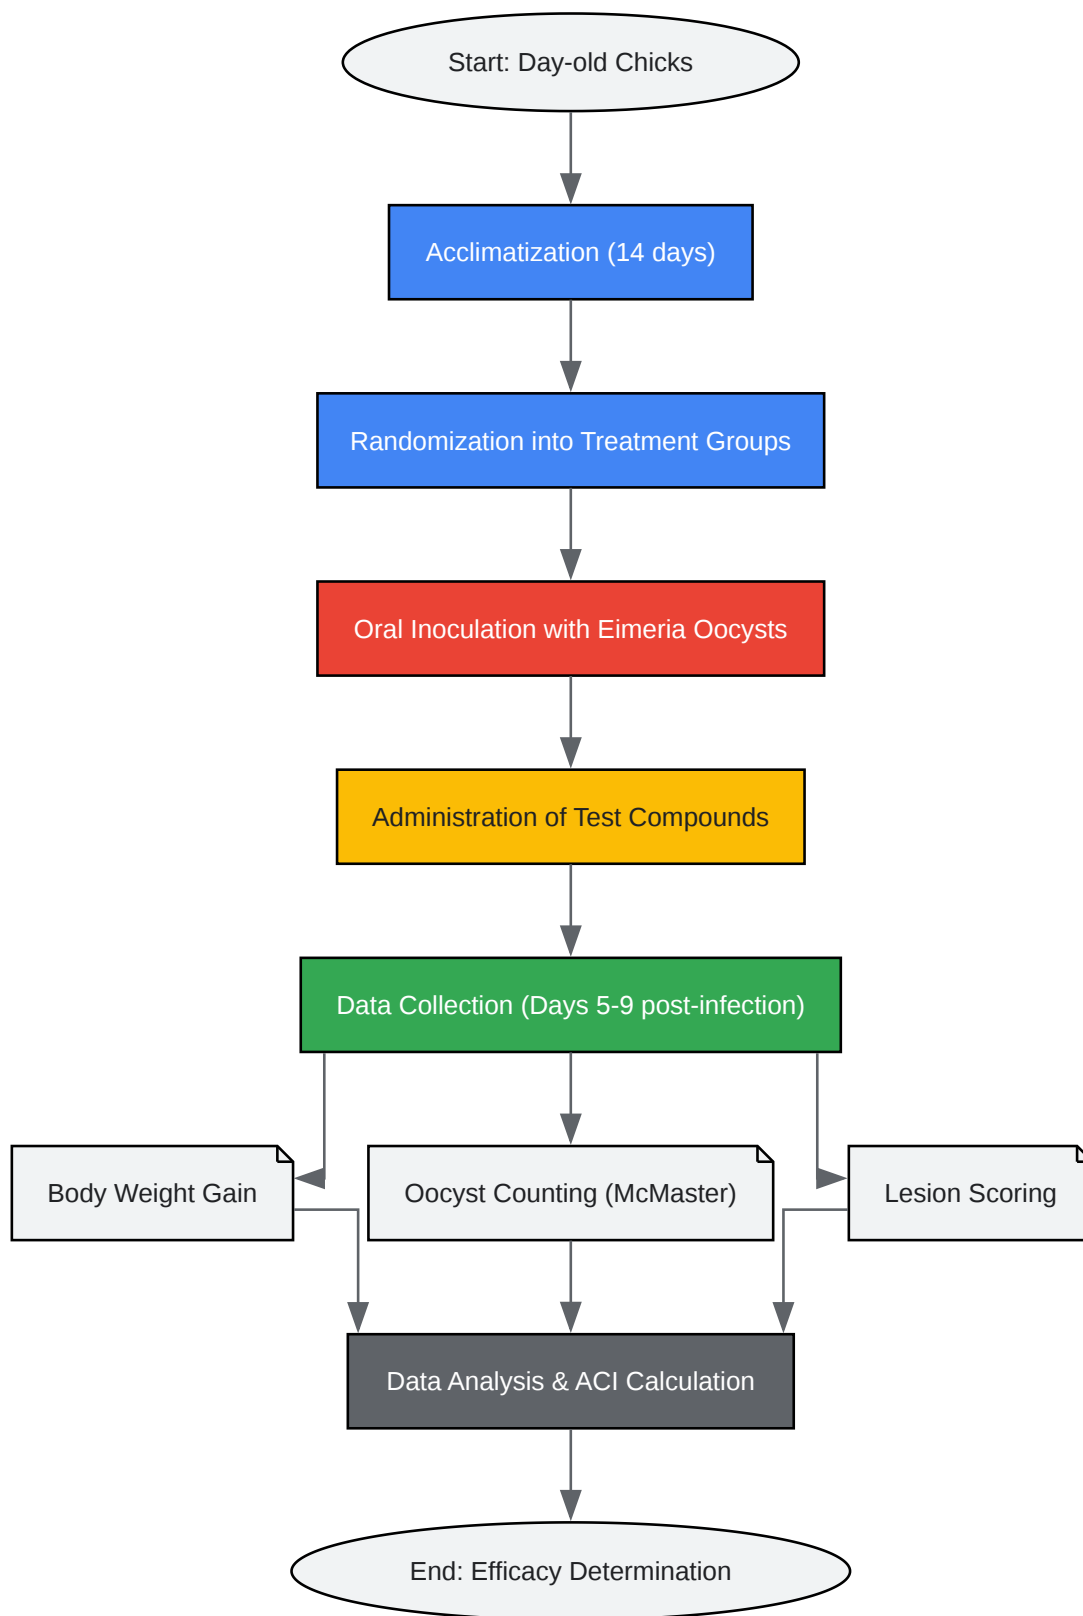 Start: Day-old Chicks
Acclimatization (14 days)
Randomization into Treatment Groups
Oral Inoculation with Eimeria Oocysts
Administration of Test Compounds
Data Collection (Days 5-9 post-infection)
Body Weight Gain
Oocyst Counting (McMaster)
Lesion Scoring
Data Analysis & ACI Calculation
End: Efficacy Determination